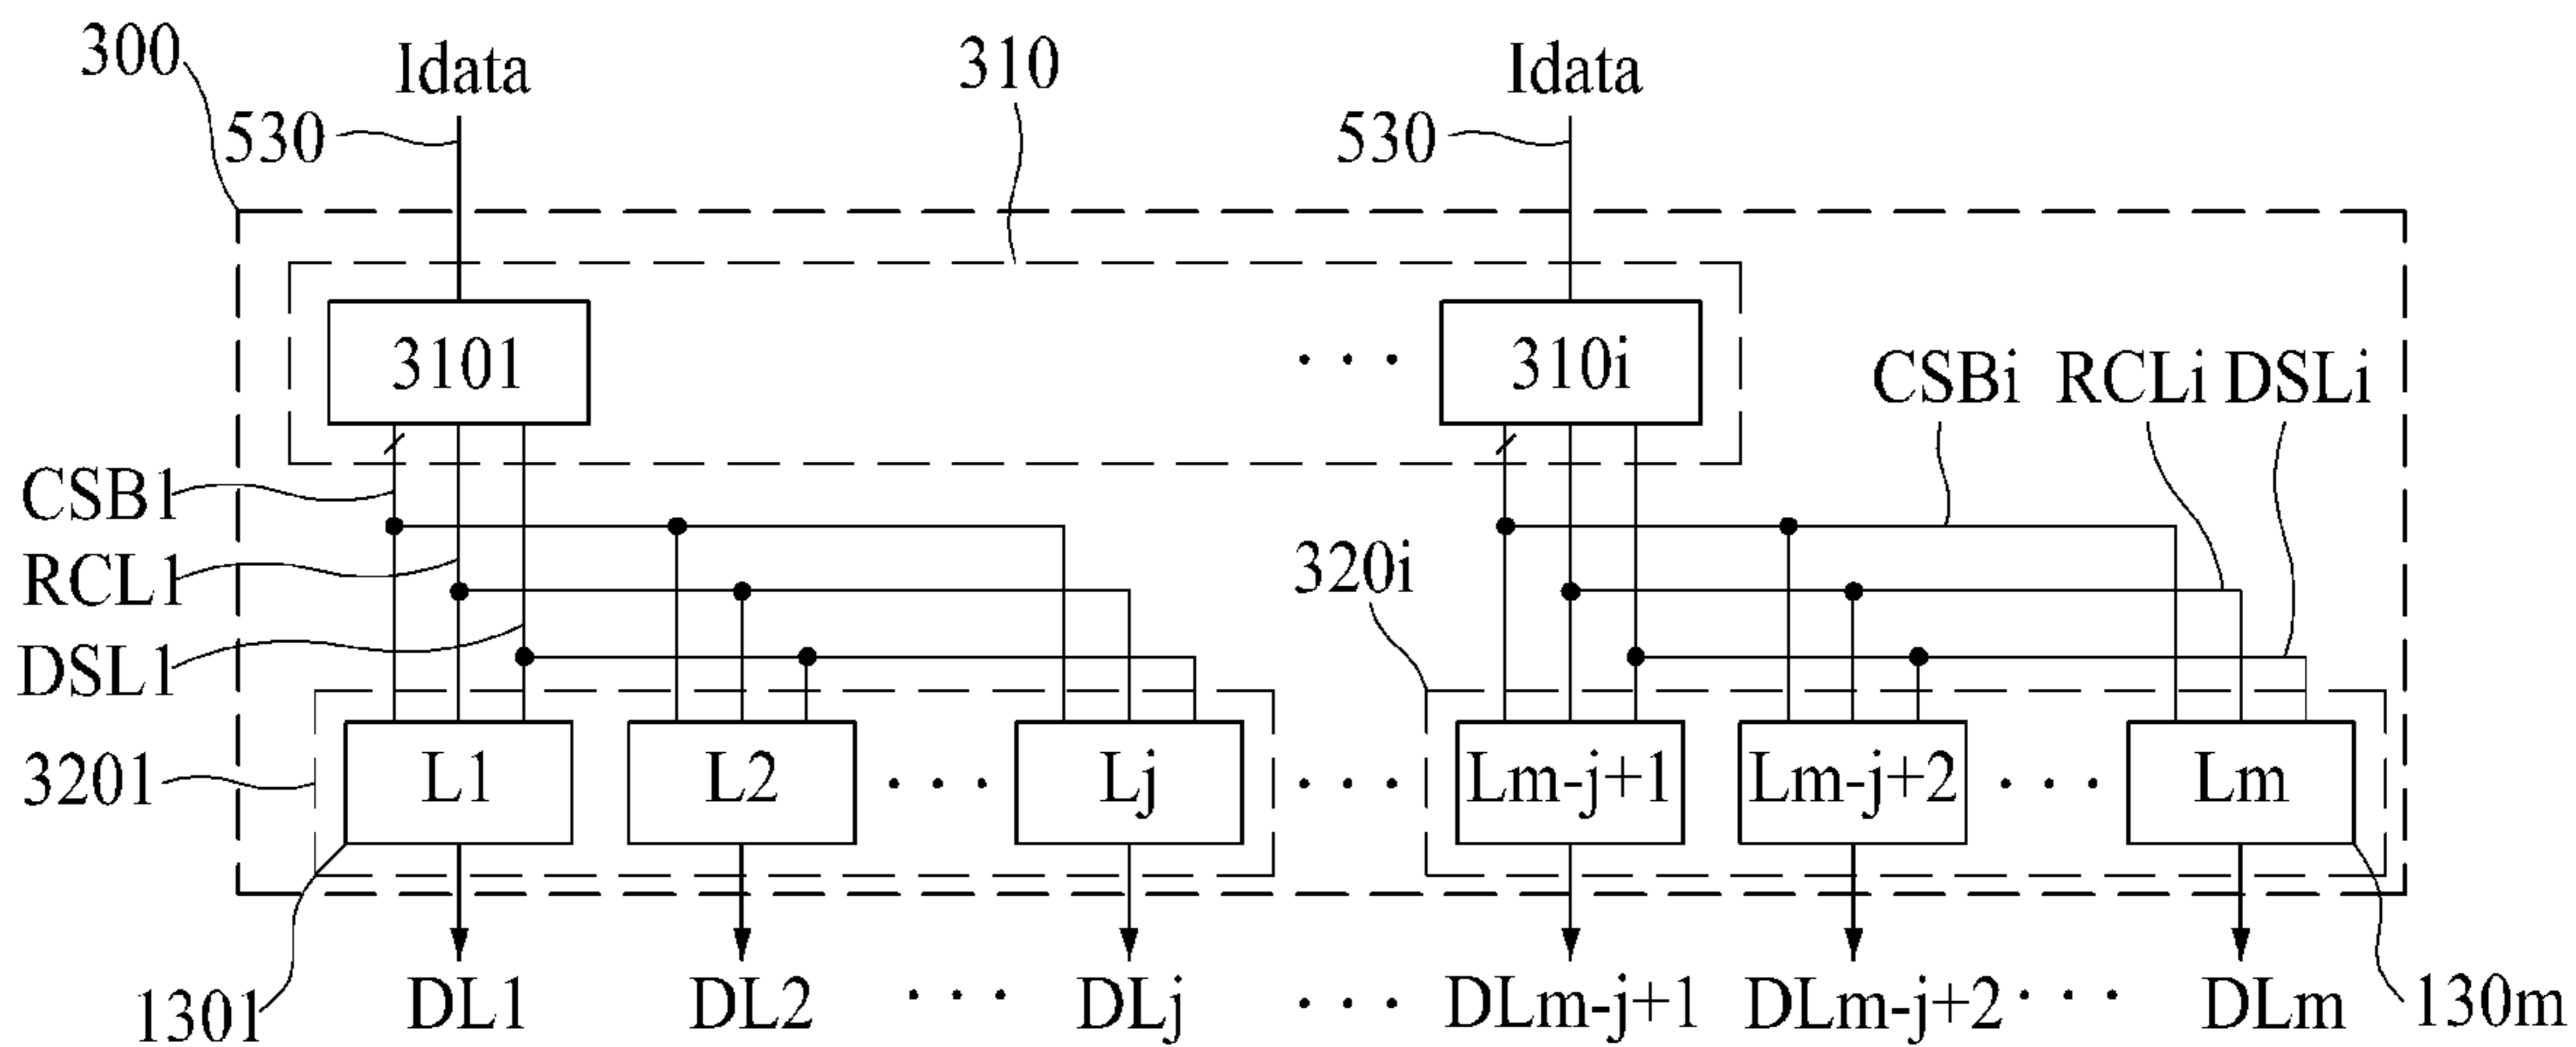 300
Idata
310
Idata
530
530
3101
· · ·
310i
CSBi
RCLi
DSLi
CSB1
RCL1
320i
DSL1
3201
L1
L2
· · ·
Lj
· · ·
Lm-j+1
Lm-j+2
· · ·
Lm
1301
DL1
DL2
· · ·
DLj
· · ·
DLm-j+1
DLm-j+2
· · ·
DLm
130m